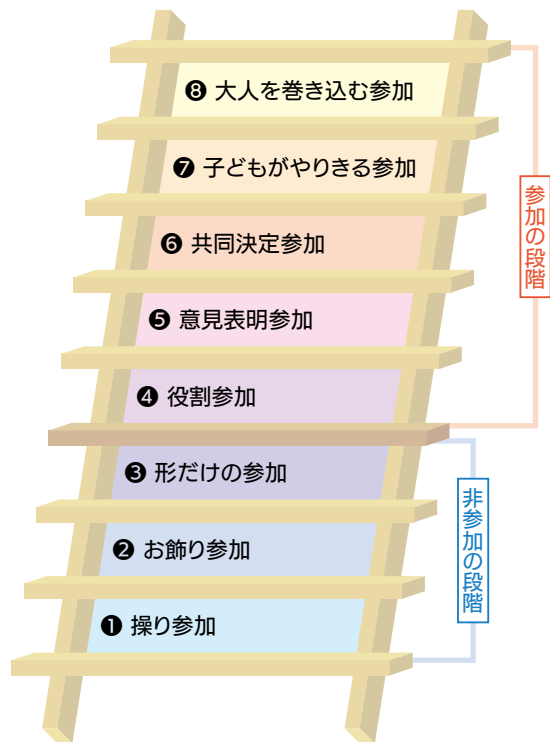 ❽ 大人を巻き込む参加
❼ 子どもがやりきる参加
❻ 共同決定参加
❺ 意見表明参加
❹ 役割参加
❸ 形だけの参加
❷ お飾り参加
❶ 操り参加
参加の段階
非参加の段階